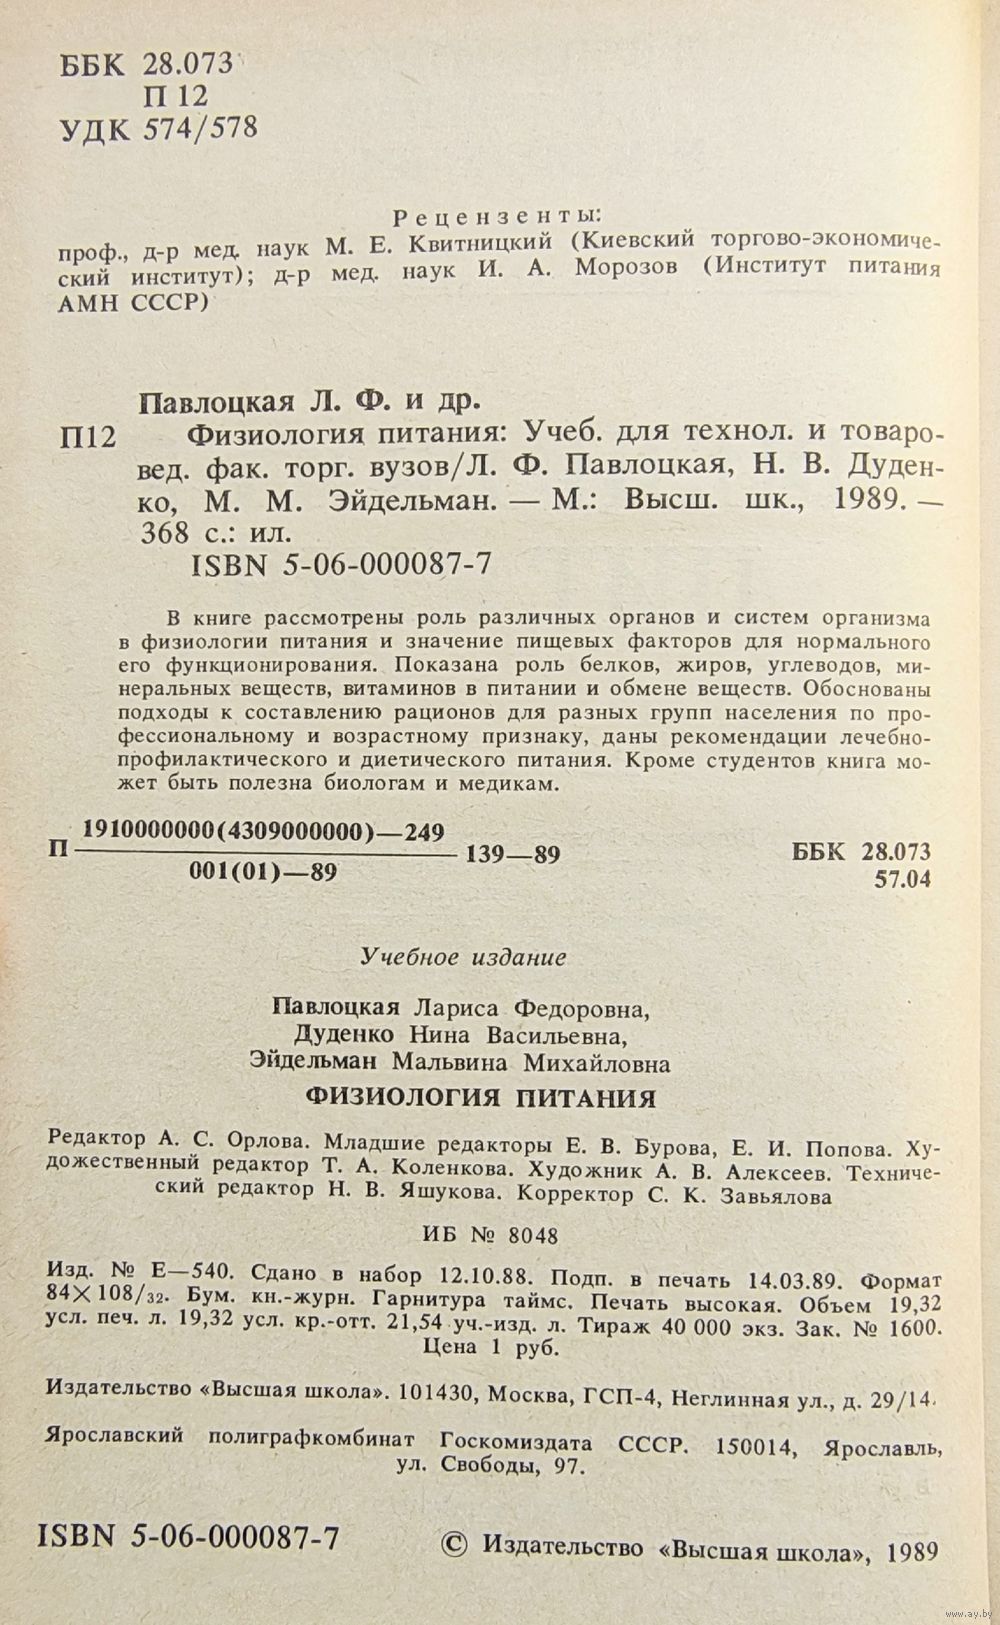 ББК 28.073
П 12
УДК 574/578
Рецензенты:
проф., д-р мед. наук М. Е. Квитницкий (Киевский торгово-экономиче-
ский институт); д-р мед. наук И. А. Морозов (Институт питания
АМН СССР)
Павлоцкая Л. Ф. и др.
П12 Физиология питания: Учеб. для технол. и товаро-
вед. фак. торг. вузов/Л. Ф. Павлоцкая, Н. В. Дуден-
ко, М. М. Эйдельман. — М.: Высш. шк., 1989. —
368 с.: ил.
ISBN 5-06-000087-7
В книге рассмотрены роль различных органов и систем организма
в физиологии питания и значение пищевых факторов для нормального
его функционирования. Показана роль белков, жиров, углеводов, ми-
неральных веществ, витаминов в питании и обмене веществ. Обоснованы
подходы к составлению рационов для разных групп населения по про-
фессиональному и возрастному признаку, даны рекомендации лечебно-
профилактического и диетического питания. Кроме студентов книга мо-
жет быть полезна биологам и медикам.
1910000000(4309000000)—249
П 139—89
001(01)—89
ББК 28.073
57.04
Учебное издание
Павлоцкая Лариса Федоровна,
Дуденко Нина Васильевна,
Эйдельман Мальвина Михайловна
ФИЗИОЛОГИЯ ПИТАНИЯ
Редактор А. С. Орлова. Младшие редакторы Е. В. Бурова, Е. И. Попова. Ху-
дожественный редактор Т. А. Коленкова. Художник А. В. Алексеев. Техниче-
ский редактор Н. В. Яшукова. Корректор С. К. Завьялова
ИБ № 8048
Изд. № Е—540. Сдано в набор 12.10.88. Подп. в печать 14.03.89. Формат
84×108/32. Бум. кн.-журн. Гарнитура таймс. Печать высокая. Объем 19,32
усл. печ. л. 19,32 усл. кр.-отт. 21,54 уч.-изд. л. Тираж 40 000 экз. Зак. № 1600.
Цена 1 руб.
Издательство «Высшая школа». 101430, Москва, ГСП-4, Неглинная ул., д. 29/14.
Ярославский полиграфкомбинат Госкомиздата СССР. 150014, Ярославль,
ул. Свободы, 97.
ISBN 5-06-000087-7
© Издательство «Высшая школа», 1989
www.ay.by